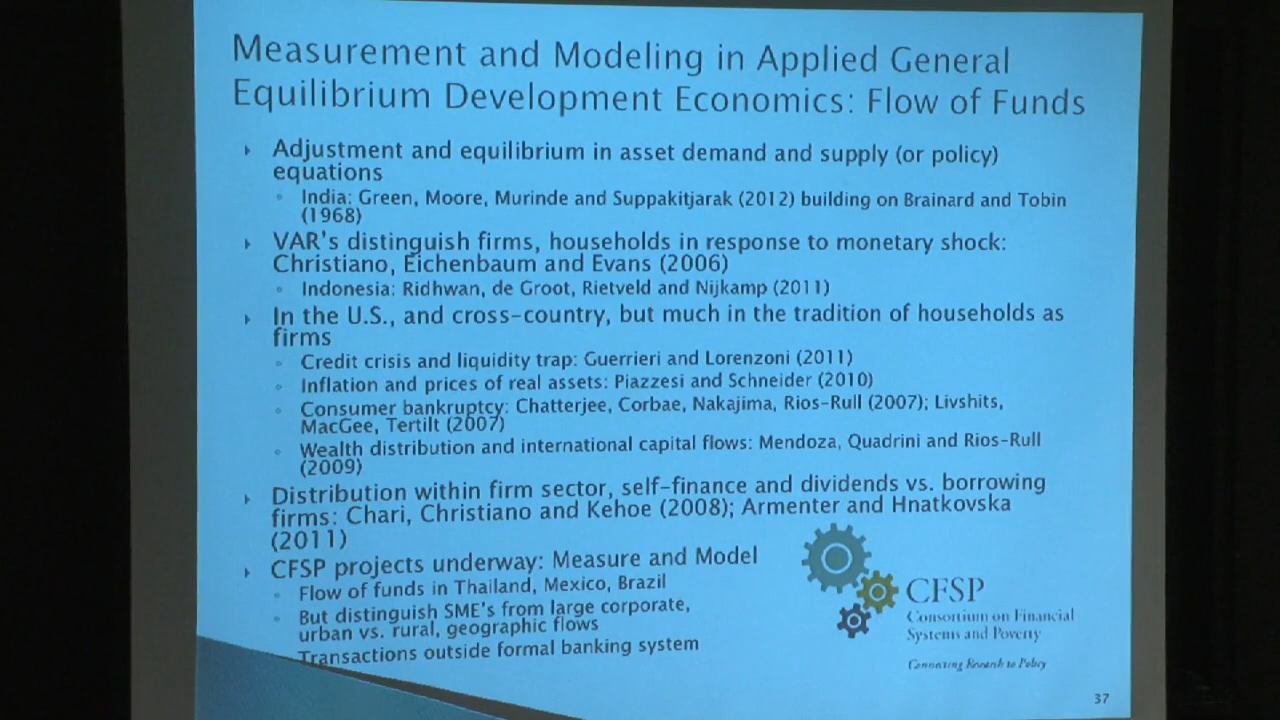 Measurement and Modeling in Applied General
Equilibrium Development Economics: Flow of Funds
Adjustment and equilibrium in asset demand and supply (or policy)
equations
India: Green, Moore, Murinde and Suppakitjarak (2012) building on Brainard and Tobin
(1968)
VAR's distinguish firms, households in response to monetary shock:
Christiano, Eichenbaum and Evans (2006)
Indonesia: Ridhwan, de Groot, Rietveld and Nijkamp (2011)
In the U.S., and cross-country, but much in the tradition of households as
firms
Credit crisis and liquidity trap: Guerrieri and Lorenzoni (2011)
Inflation and prices of real assets: Piazzesi and Schneider (2010)
Consumer bankruptcy: Chatterjee, Corbae, Nakajima, Rios-Rull (2007); Livshits,
MacGee, Tertilt (2007)
Wealth distribution and international capital flows: Mendoza, Quadrini and Rios-Rull
(2009)
Distribution within firm sector, self-finance and dividends vs. borrowing
firms: Chari, Christiano and Kehoe (2008); Armenter and Hnatkovska
(2011)
CFSP projects underway: Measure and Model
Flow of funds in Thailand, Mexico, Brazil
But distinguish SME's from large corporate,
urban vs. rural, geographic flows
Transactions outside formal banking system
CFSP
Consortium on Financial
Systems and Poverty
Connecting Research to Policy
37